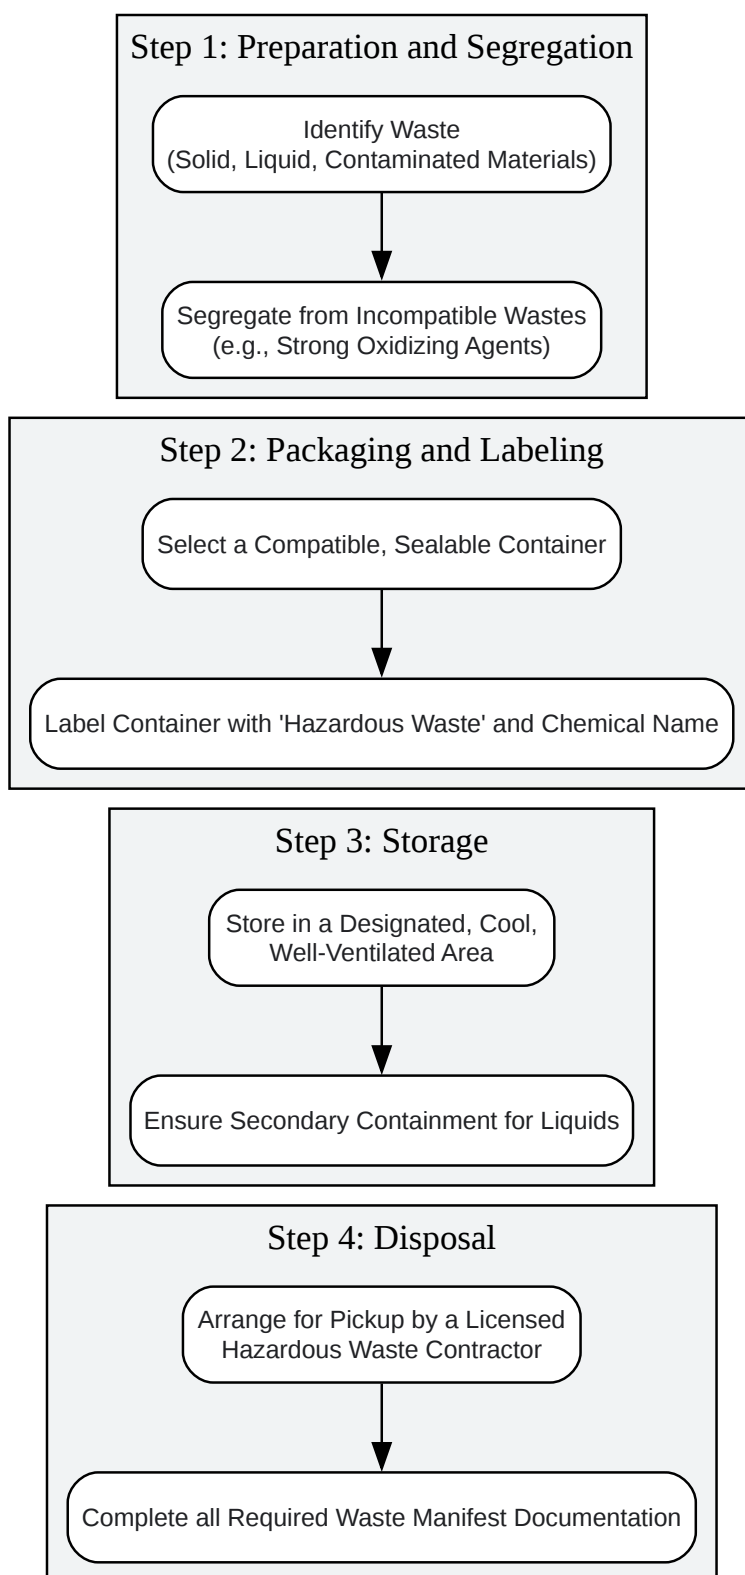 Step 1: Preparation and Segregation
Identify Waste
(Solid, Liquid, Contaminated Materials)
Segregate from Incompatible Wastes
(e.g., Strong Oxidizing Agents)
Step 2: Packaging and Labeling
Select a Compatible, Sealable Container
Label Container with 'Hazardous Waste' and Chemical Name
Step 3: Storage
Store in a Designated, Cool,
Well-Ventilated Area
Ensure Secondary Containment for Liquids
Step 4: Disposal
Arrange for Pickup by a Licensed
Hazardous Waste Contractor
Complete all Required Waste Manifest Documentation